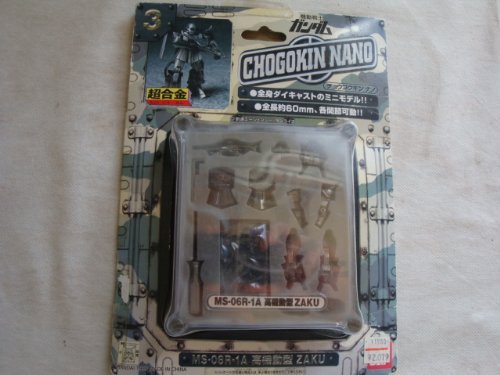 3
機動戦士
ガンダム
CHOGOKIN NANO
超合金
●全身ダイキャストのミニモデル!!
●全長約60mm、各関節可動!!
MS-06R-1A 高機動型 ZAKU
MS-06R-1A 高機動型 ZAKU
¥2,079